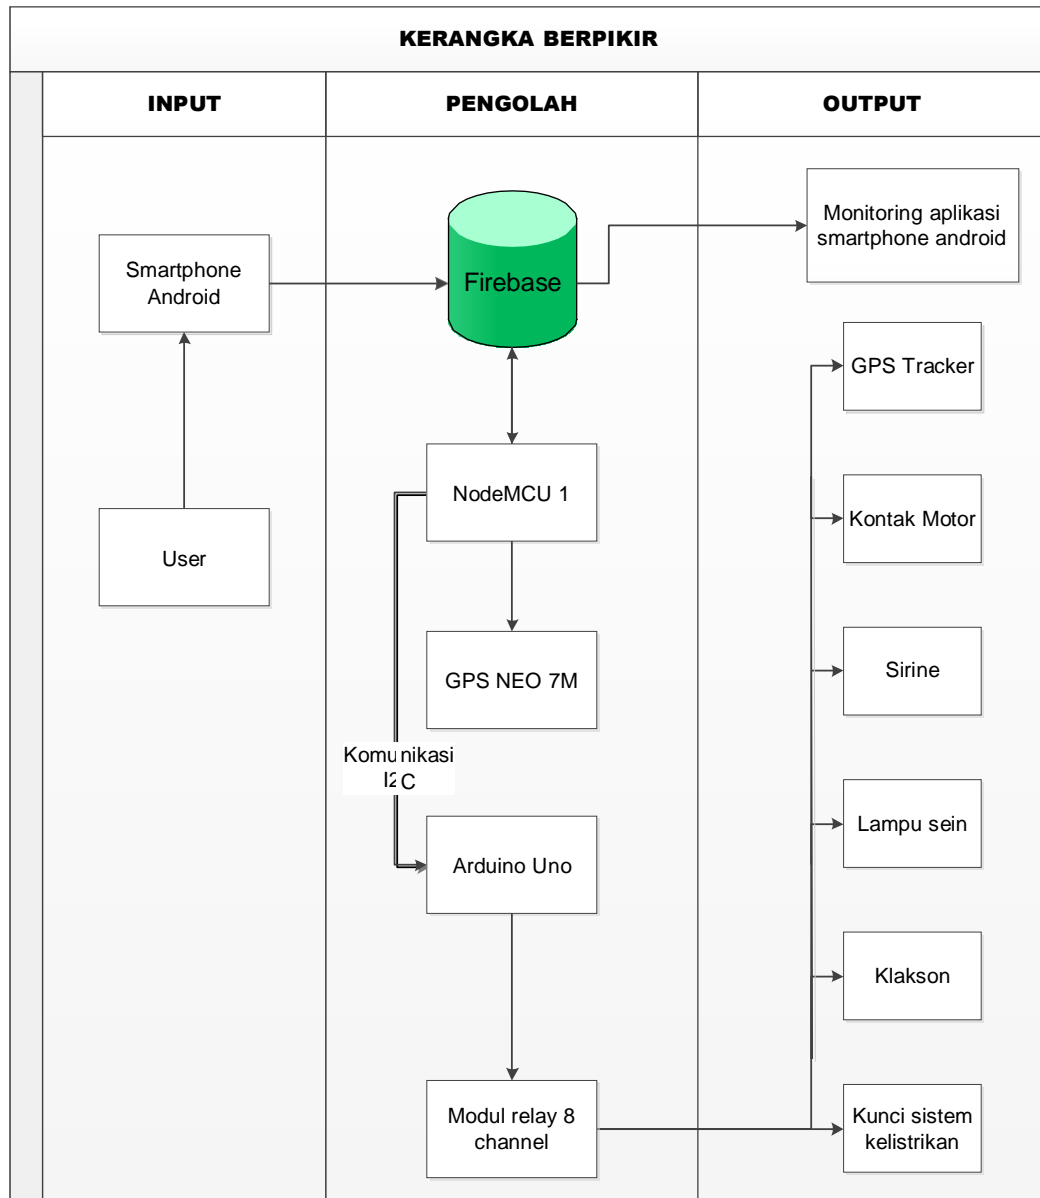 KERANGKA BERPIKIR
INPUT
PENGOLAH
OUTPUT
Smartphone
Android
User
Firebase
NodeMCU 1
GPS NEO 7M
Komunikasi
I2C
Arduino Uno
Modul relay 8
channel
Monitoring aplikasi
smartphone android
GPS Tracker
Kontak Motor
Sirine
Lampu sein
Klakson
Kunci sistem
kelistrikan